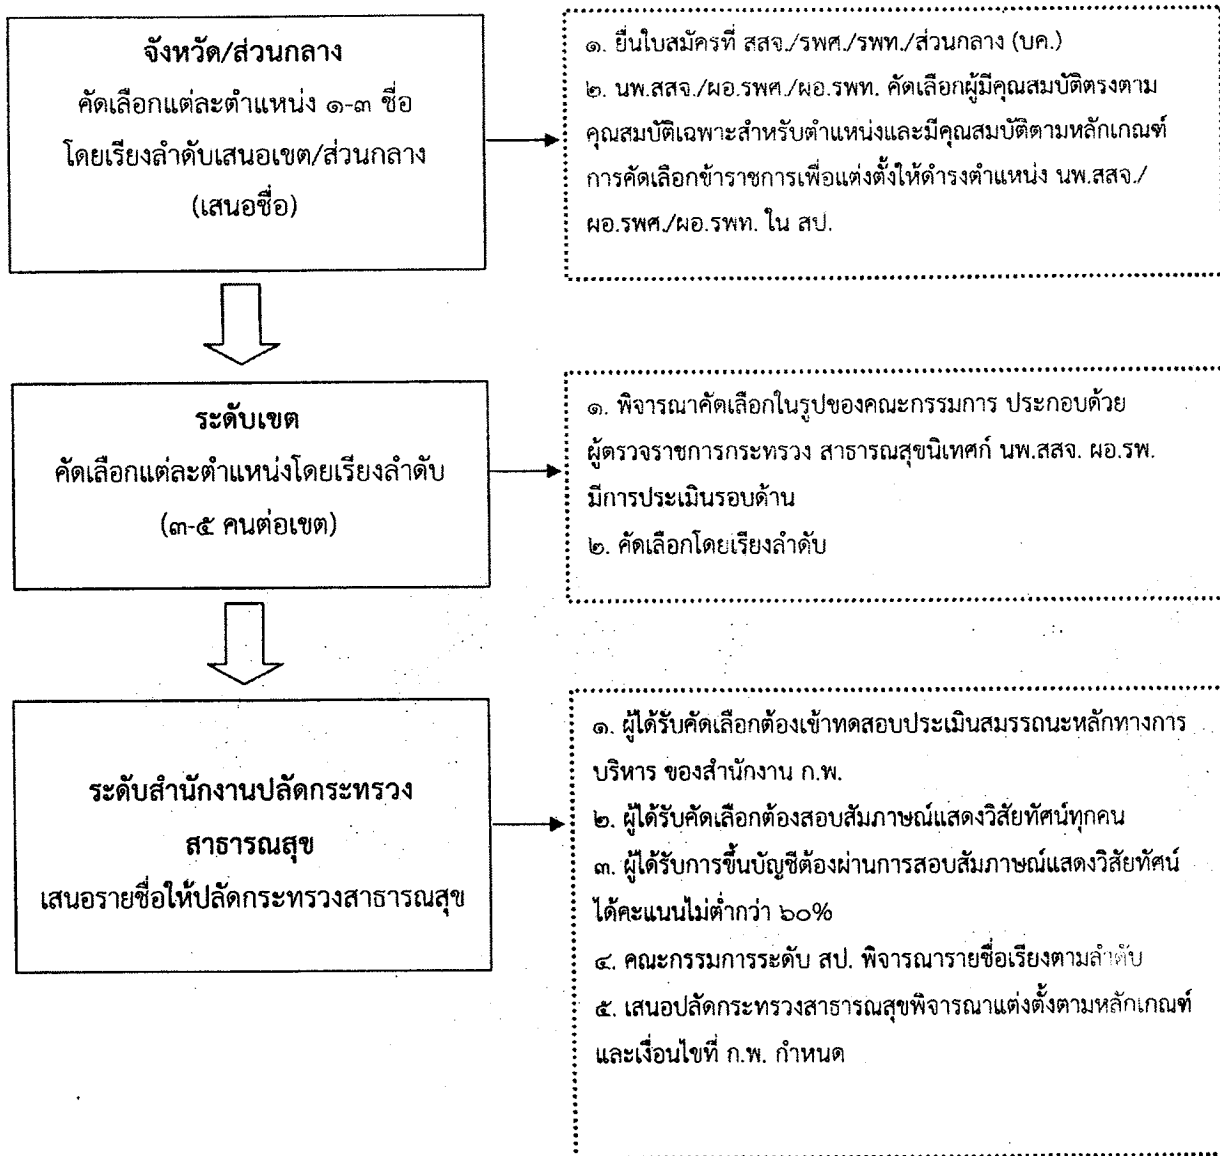 จังหวัด/ส่วนกลาง
คัดเลือกแต่ละตำแหน่ง ๑-๓ ชื่อ
โดยเรียงลำดับเสนอเขต/ส่วนกลาง
(เสนอชื่อ)
๑. ยื่นใบสมัครที่ สสจ./รพศ./รพท./ส่วนกลาง (บค.)
๒. นพ.สสจ./ผอ.รพศ./ผอ.รพท. คัดเลือกผู้มีคุณสมบัติตรงตาม
คุณสมบัติเฉพาะสำหรับตำแหน่งและมีคุณสมบัติตามหลักเกณฑ์
การคัดเลือกข้าราชการเพื่อแต่งตั้งให้ดำรงตำแหน่ง นพ.สสจ./
ผอ.รพศ./ผอ.รพท. ใน สป.
ระดับเขต
คัดเลือกแต่ละตำแหน่งโดยเรียงลำดับ
(๓-๕ คนต่อเขต)
๑. พิจารณาคัดเลือกในรูปของคณะกรรมการ ประกอบด้วย
ผู้ตรวจราชการกระทรวง สาธารณสุขนิเทศก์ นพ.สสจ. ผอ.รพ.
มีการประเมินรอบด้าน
๒. คัดเลือกโดยเรียงลำดับ
ระดับสำนักงานปลัดกระทรวง
สาธารณสุข
เสนอรายชื่อให้ปลัดกระทรวงสาธารณสุข
๑. ผู้ได้รับคัดเลือกต้องเข้าทดสอบประเมินสมรรถนะหลักทางการ
บริหาร ของสำนักงาน ก.พ.
๒. ผู้ได้รับคัดเลือกต้องสอบสัมภาษณ์แสดงวิสัยทัศน์ทุกคน
๓. ผู้ได้รับการขึ้นบัญชีต้องผ่านการสอบสัมภาษณ์แสดงวิสัยทัศน์
ได้คะแนนไม่ต่ำกว่า ๖๐%
๔. คณะกรรมการระดับ สป. พิจารณารายชื่อเรียงตามลำดับ
๕. เสนอปลัดกระทรวงสาธารณสุขพิจารณาแต่งตั้งตามหลักเกณฑ์
และเงื่อนไขที่ ก.พ. กำหนด